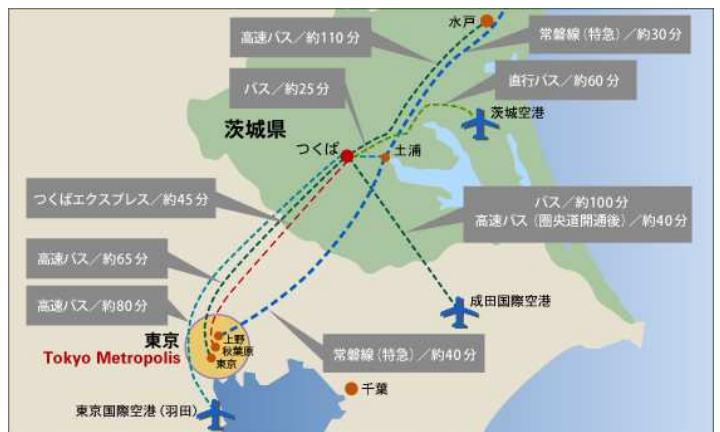 水戸
高速バス／約110分
常磐線（特急）／約30分
バス／約25分
直行バス／約60分
茨城空港
茨城県
つくば
土浦
つくばエクスプレス／約45分
バス／約100分
高速バス（圏央道開通後）／約40分
高速バス／約65分
高速バス／約80分
成田国際空港
東京
Tokyo Metropolis
上野
秋葉原
東京
常磐線（特急）／約40分
千葉
東京国際空港（羽田）